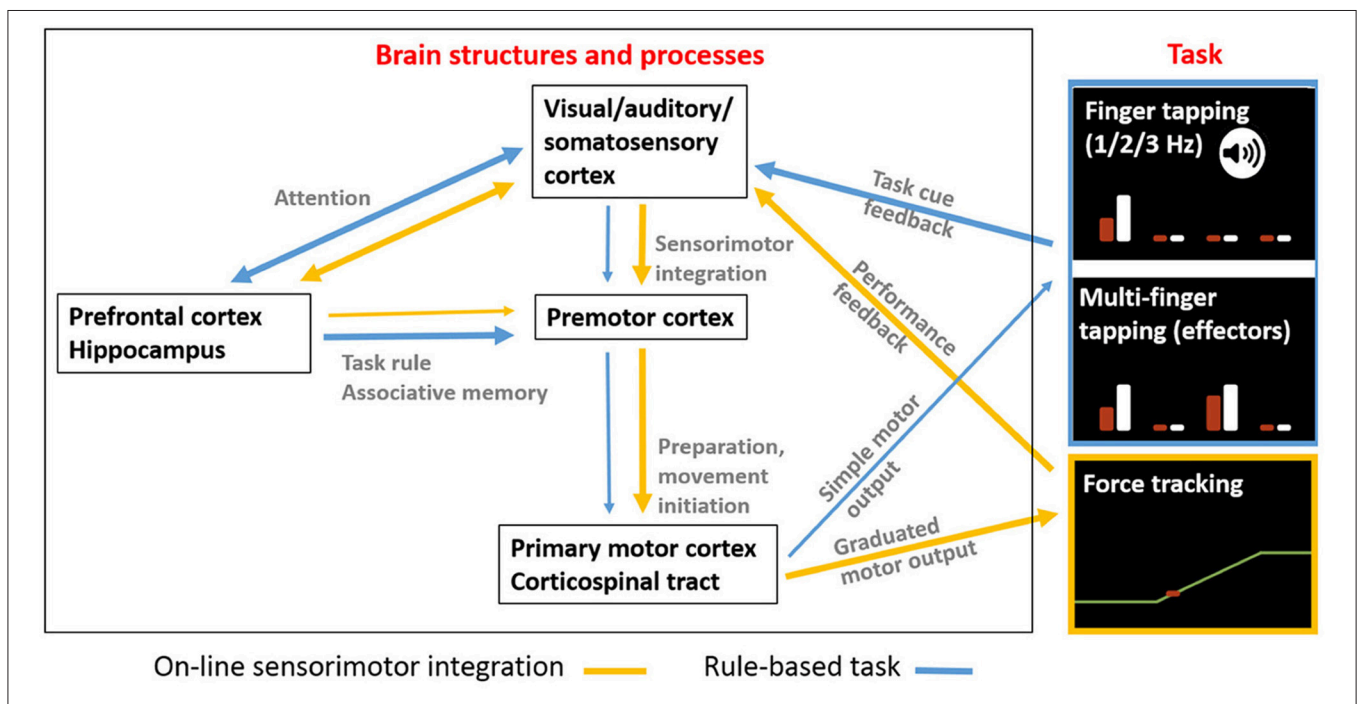 Brain structures and processes
Visual/auditory/
somatosensory
cortex
Attention
Sensorimotor
integration
Prefrontal cortex
Hippocampus
Premotor cortex
Task rule
Associative memory
Preparation,
movement
initiation
Primary motor cortex
Corticospinal tract
Task cue
feedback
Performance
feedback
Simple motor
output
Graduated
motor output
Task
Finger tapping
(1/2/3 Hz)
Multi-finger
tapping (effectors)
Force tracking
On-line sensorimotor integration
Rule-based task